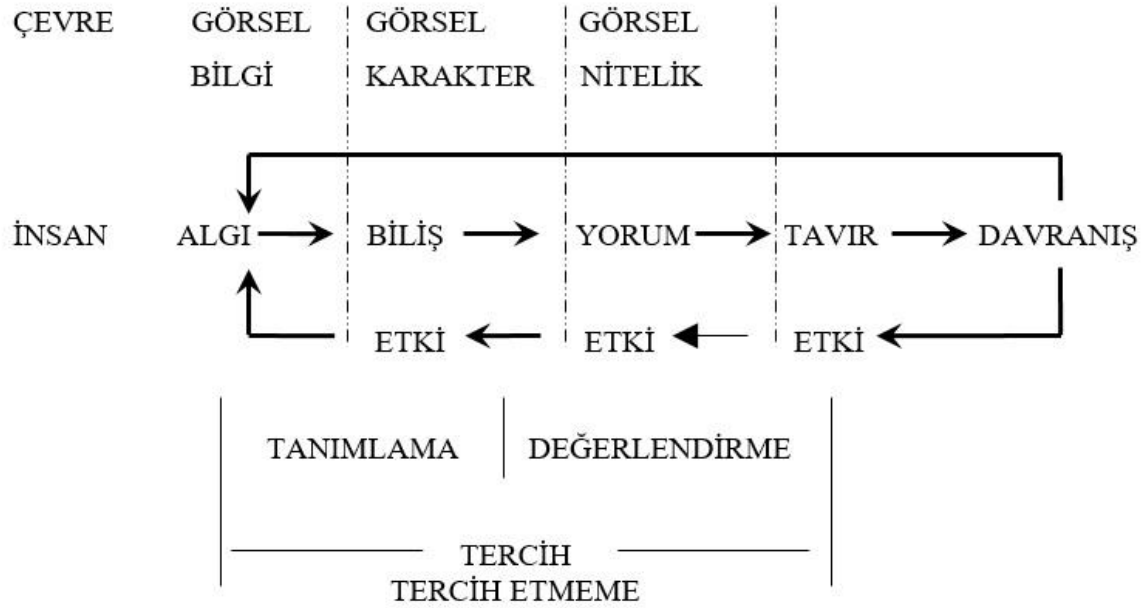 ÇEVRE GÖRSEL GÖRSEL GÖRSEL
BİLGİ KARAKTER NİTELİK
İNSAN ALGI BİLİŞ YORUM TAVIR DAVRANIŞ
ETKİ ETKİ ETKİ
TANIMLAMA DEĞERLENDİRME
TERCİH
TERCİH ETMEME